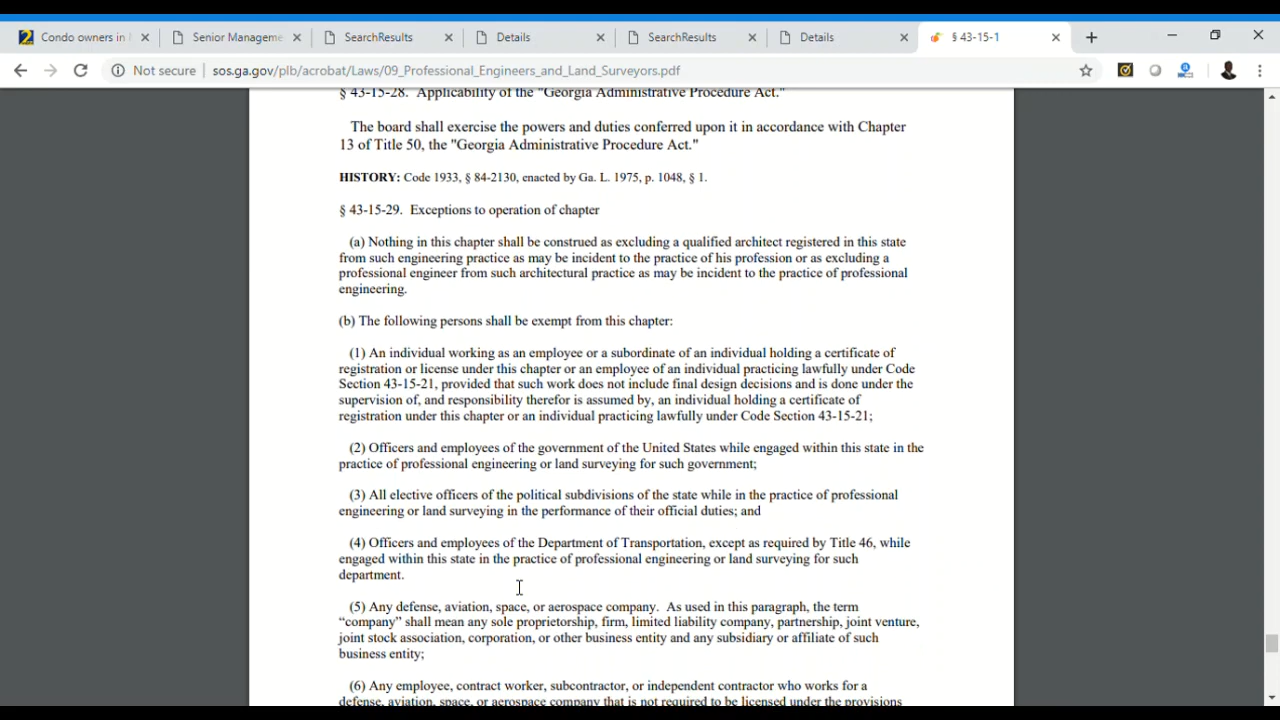 Condo owners in
Senior Manageme
SearchResults
Details
SearchResults
Details
§ 43-15-1
Not secure | sos.ga.gov/plb/acrobat/Laws/09_Professional_Engineers_and_Land_Surveyors.pdf
§ 43-15-28.  Applicability of the "Georgia Administrative Procedure Act."
The board shall exercise the powers and duties conferred upon it in accordance with Chapter
13 of Title 50, the "Georgia Administrative Procedure Act."
HISTORY: Code 1933, § 84-2130, enacted by Ga. L. 1975, p. 1048, § 1.
§ 43-15-29.  Exceptions to operation of chapter
(a) Nothing in this chapter shall be construed as excluding a qualified architect registered in this state
from such engineering practice as may be incident to the practice of his profession or as excluding a
professional engineer from such architectural practice as may be incident to the practice of professional
engineering.
(b) The following persons shall be exempt from this chapter:
(1) An individual working as an employee or a subordinate of an individual holding a certificate of
registration or license under this chapter or an employee of an individual practicing lawfully under Code
Section 43-15-21, provided that such work does not include final design decisions and is done under the
supervision of, and responsibility therefor is assumed by, an individual holding a certificate of
registration under this chapter or an individual practicing lawfully under Code Section 43-15-21;
(2) Officers and employees of the government of the United States while engaged within this state in the
practice of professional engineering or land surveying for such government;
(3) All elective officers of the political subdivisions of the state while in the practice of professional
engineering or land surveying in the performance of their official duties; and
(4) Officers and employees of the Department of Transportation, except as required by Title 46, while
engaged within this state in the practice of professional engineering or land surveying for such
department.
(5) Any defense, aviation, space, or aerospace company.  As used in this paragraph, the term
“company” shall mean any sole proprietorship, firm, limited liability company, partnership, joint venture,
joint stock association, corporation, or other business entity and any subsidiary or affiliate of such
business entity;
(6) Any employee, contract worker, subcontractor, or independent contractor who works for a
defense, aviation, space, or aerospace company that is not required to be licensed under the provisions